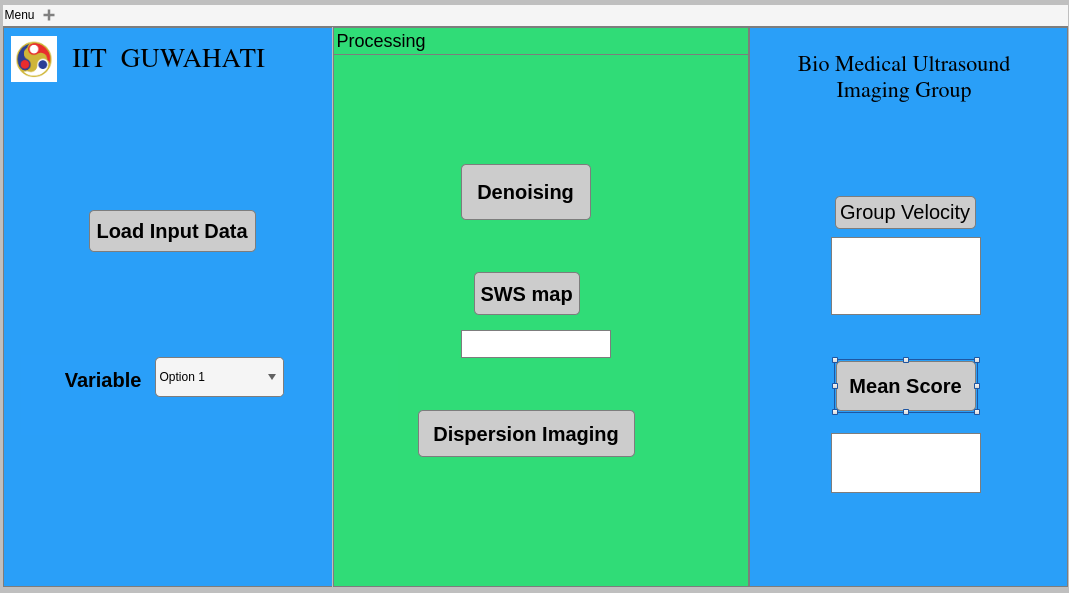 Menu
IIT GUWAHATI
Load Input Data
Variable
Option 1
Processing
Denoising
SWS map
Dispersion Imaging
Bio Medical Ultrasound
Imaging Group
Group Velocity
Mean Score